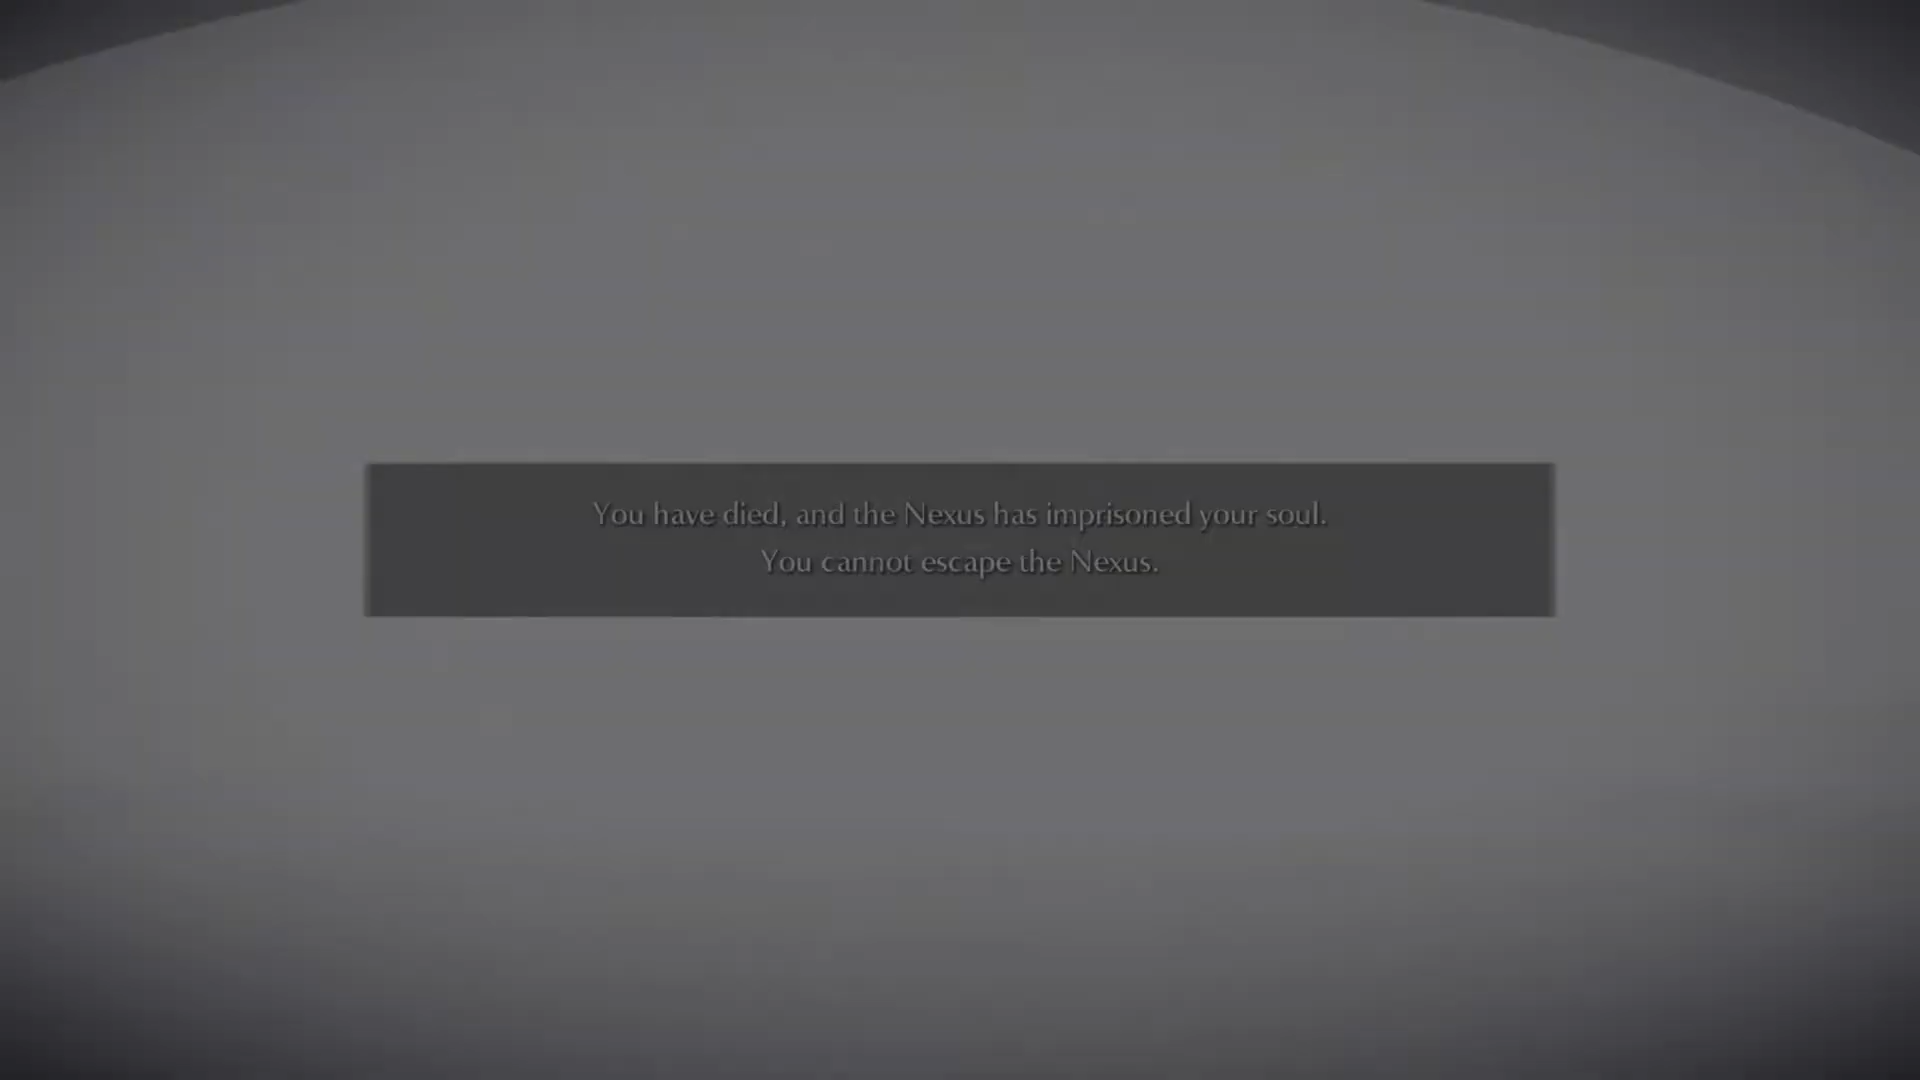 You have died, and the Nexus has imprisoned your soul.
You cannot escape the Nexus.